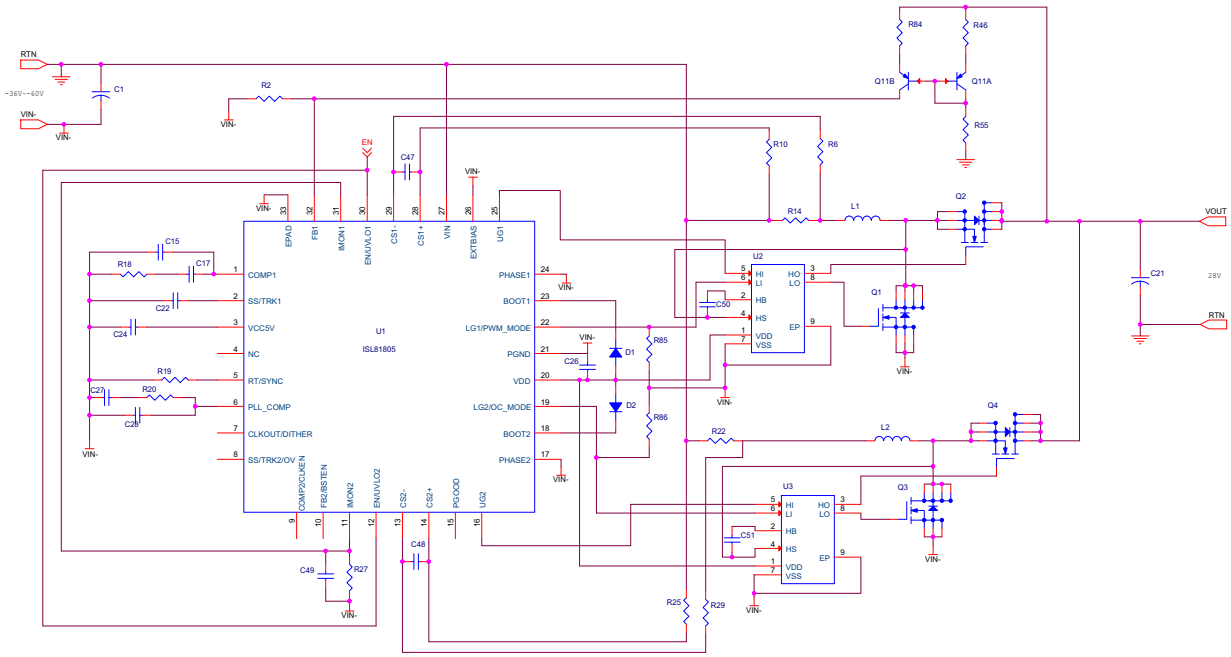 R84
R46
RTN
VIN-
-36V~-60V
C1
R2
VIN-
VIN-
Q11B
Q11A
R55
EN
C47
VIN-
R10
R6
VIN-
33
32
31
30
29
28
27
26
25
EPAD
FB1
IMON1
EN/UVLO1
CS1-
CS1+
VIN
EXTBIAS
UG1
R14
L1
Q2
VOUT
C15
R18
C17
1
COMP1
PHASE1
24
VIN-
C22
2
SS/TRK1
BOOT1
23
C24
3
VCC5V
LG1/PWM_MODE
22
U1
ISL81805
4
NC
PGND
21
VIN-
C26
R19
5
RT/SYNC
VDD
20
C27
R20
C28
6
PLL_COMP
LG2/OC_MODE
19
7
CLKOUT/DITHER
BOOT2
18
8
SS/TRK2/OV
PHASE2
17
VIN-
VIN-
D1
D2
R85
R86
U2
5
HI
HO
3
6
LI
LO
8
2
HB
4
HS
EP
9
1
VDD
7
VSS
C50
VIN-
Q1
VIN-
C21
28V
RTN
COMP2/CLKEN
FB2/BSTEN
IMON2
EN/UVLO2
CS2-
CS2+
PGOOD
UG2
9
10
11
12
13
14
15
16
R22
L2
Q4
U3
5
HI
HO
3
6
LI
LO
8
2
HB
4
HS
EP
9
1
VDD
7
VSS
C51
VIN-
Q3
VIN-
C49
R27
VIN-
C48
R25
R29